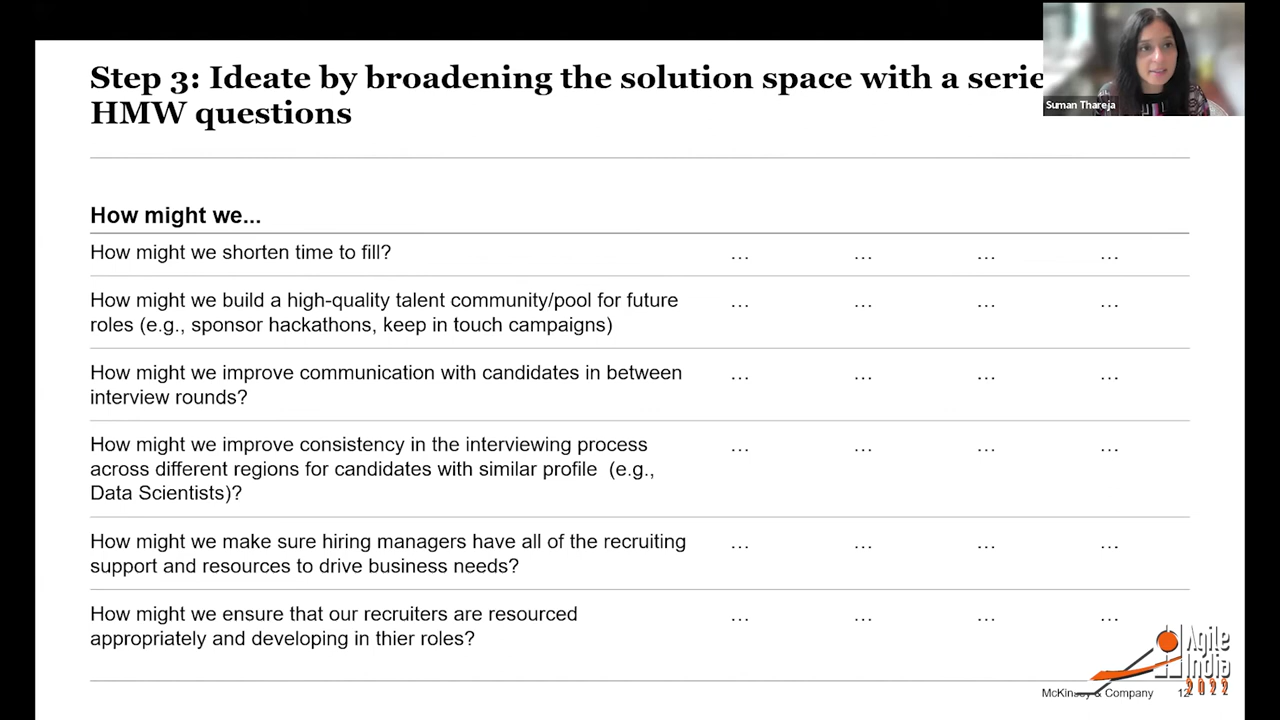 Step 3: Ideate by broadening the solution space with a serie
HMW questions
Suman Thareja
How might we...
How might we shorten time to fill? … … … …
How might we build a high-quality talent community/pool for future … … … …
roles (e.g., sponsor hackathons, keep in touch campaigns)
How might we improve communication with candidates in between … … … …
interview rounds?
How might we improve consistency in the interviewing process … … … …
across different regions for candidates with similar profile (e.g.,
Data Scientists)?
How might we make sure hiring managers have all of the recruiting … … … …
support and resources to drive business needs?
How might we ensure that our recruiters are resourced … … … …
appropriately and developing in thier roles?
Agile
India
2022
McKinsey & Company 12